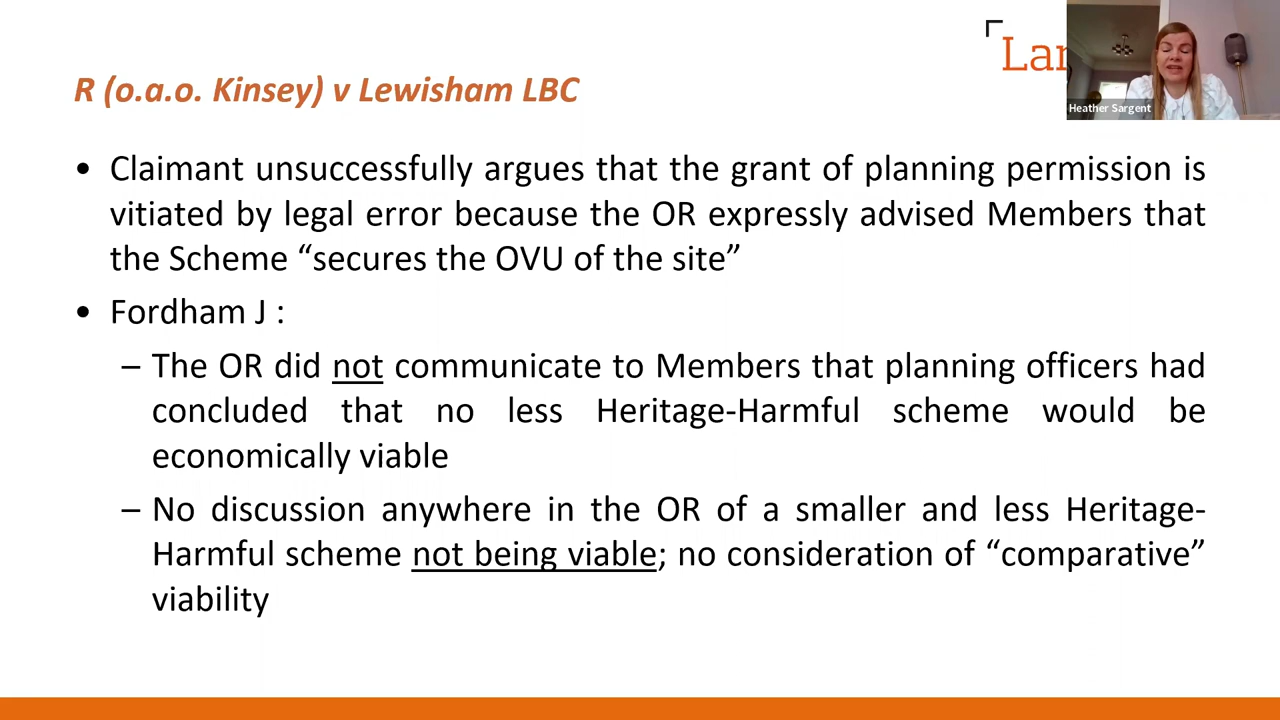 Lan
Heather Sargent
R (o.a.o. Kinsey) v Lewisham LBC
• Claimant unsuccessfully argues that the grant of planning permission is
vitiated by legal error because the OR expressly advised Members that
the Scheme “secures the OVU of the site”
• Fordham J :
– The OR did not communicate to Members that planning officers had
concluded that no less Heritage-Harmful scheme would be
economically viable
– No discussion anywhere in the OR of a smaller and less Heritage-
Harmful scheme not being viable; no consideration of “comparative”
viability